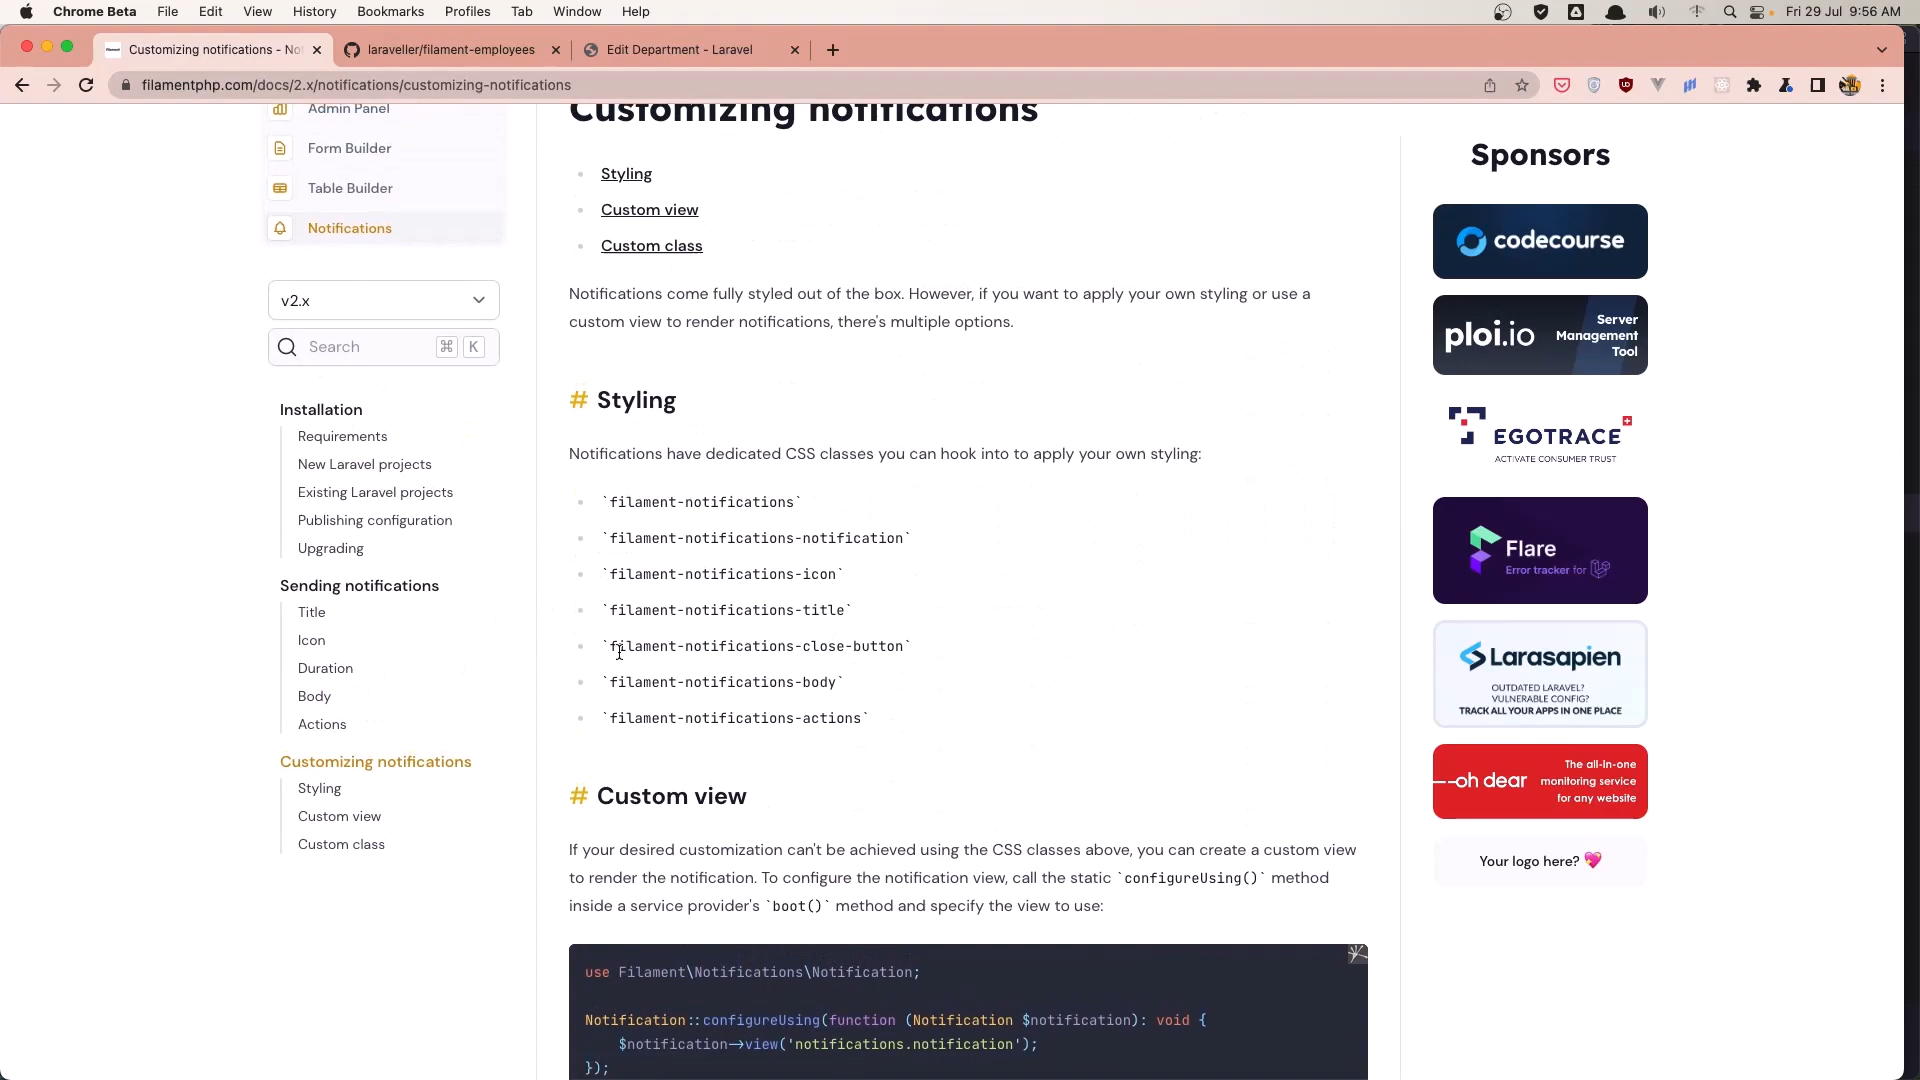 Chrome Beta File Edit View History Bookmarks Profiles Tab Window Help Fri 29 Jul 9:56 AM
Customizing notifications - No laraveller/filament-employees Edit Department - Laravel
filamentphp.com/docs/2.x/notifications/customizing-notifications
Admin Panel
Form Builder
Table Builder
Notifications
v2.x
Search ⌘ K
Installation
Requirements
New Laravel projects
Existing Laravel projects
Publishing configuration
Upgrading
Sending notifications
Title
Icon
Duration
Body
Actions
Customizing notifications
Styling
Custom view
Custom class
Customizing notifications
Styling
Custom view
Custom class
Notifications come fully styled out of the box. However, if you want to apply your own styling or use a
custom view to render notifications, there's multiple options.
# Styling
Notifications have dedicated CSS classes you can hook into to apply your own styling:
`filament-notifications`
`filament-notifications-notification`
`filament-notifications-icon`
`filament-notifications-title`
`filament-notifications-close-button`
`filament-notifications-body`
`filament-notifications-actions`
# Custom view
If your desired customization can't be achieved using the CSS classes above, you can create a custom view
to render the notification. To configure the notification view, call the static `configureUsing()` method
inside a service provider's `boot()` method and specify the view to use:
use Filament\Notifications\Notification;
Notification::configureUsing(function (Notification $notification): void {
$notification->view('notifications.notification');
});
Sponsors
codecourse
ploi.io
Server
Management
Tool
EGOTRACE
ACTIVATE CONSUMER TRUST
Flare
Error tracker for
Larasapien
OUTDATED LARAVEL?
VULNERABLE CONFIG?
TRACK ALL YOUR APPS IN ONE PLACE
oh dear
The all-in-one
monitoring service
for any website
Your logo here? 💖